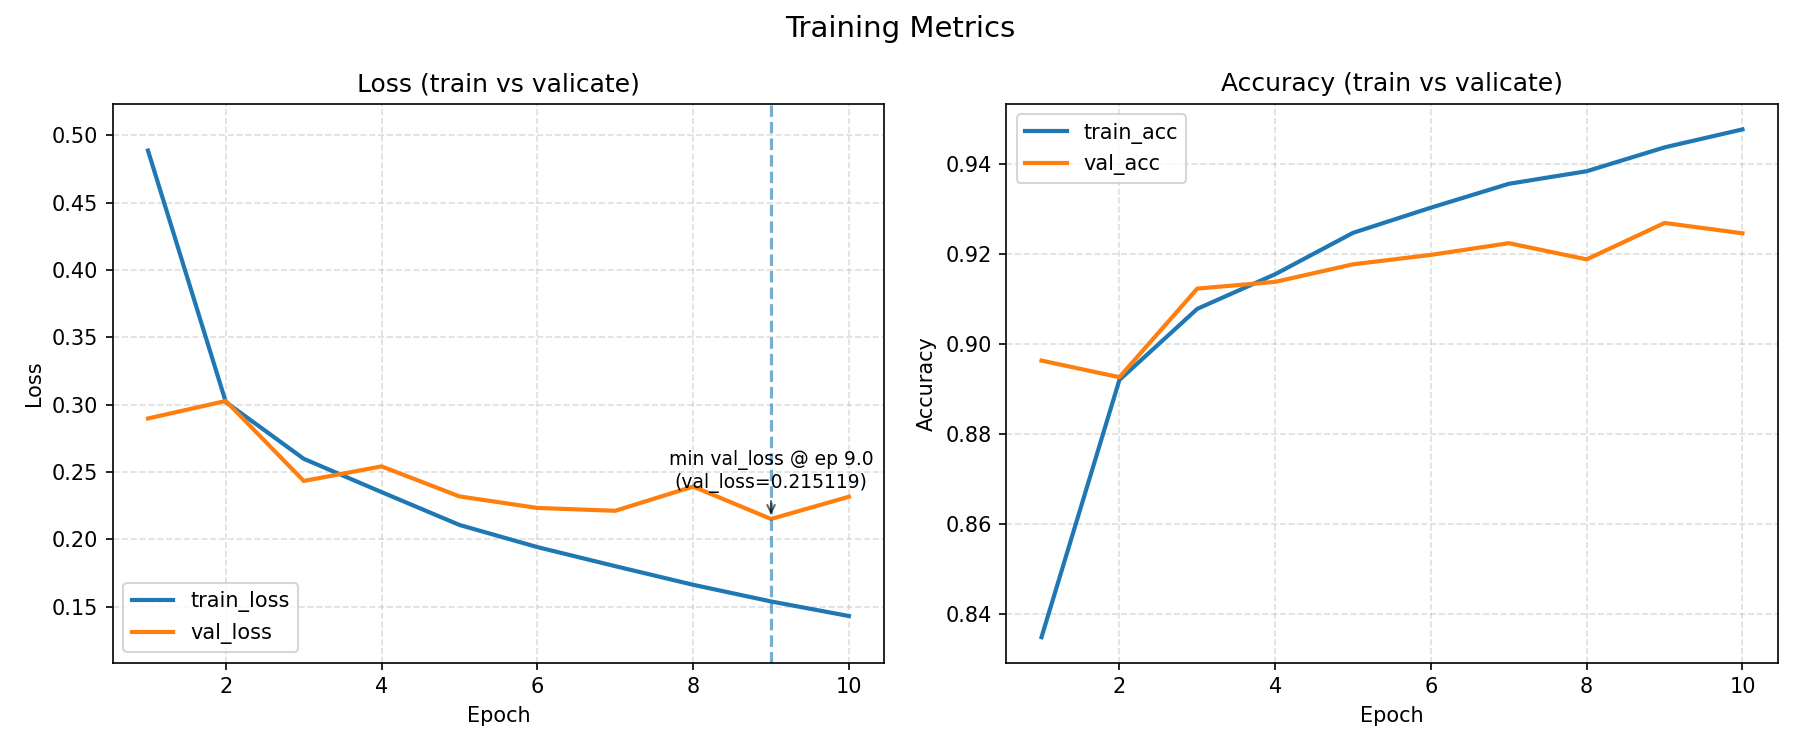 Training Metrics
Loss (train vs valicate)
Loss
0.50
0.45
0.40
0.35
0.30
0.25
0.20
0.15
min val_loss @ ep 9.0
(val_loss=0.215119)
train_loss
val_loss
2
4
6
8
10
Epoch
Accuracy (train vs valicate)
Accuracy
train_acc
val_acc
0.94
0.92
0.90
0.88
0.86
0.84
2
4
6
8
10
Epoch